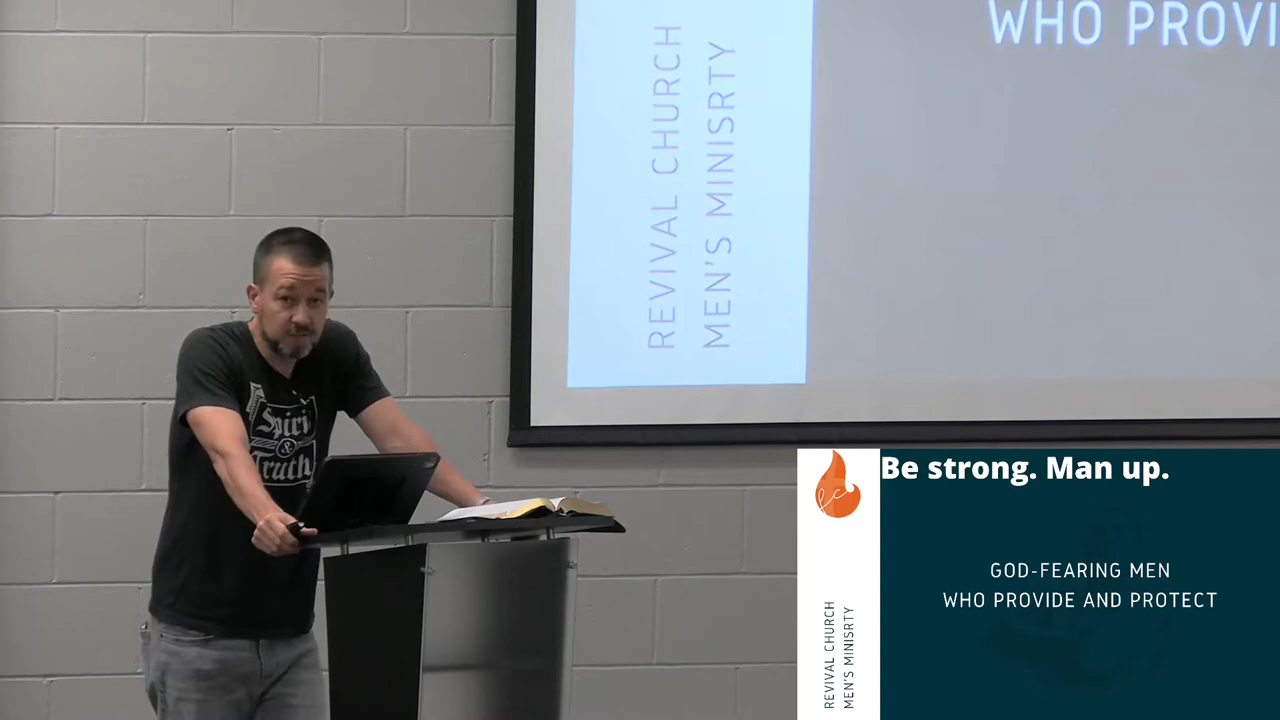 WHO PROVI
REVIVAL CHURCH
MEN'S MINISRTY
Spirit
&
Truth
Be strong. Man up.
rc
GOD-FEARING MEN
WHO PROVIDE AND PROTECT
REVIVAL CHURCH
MEN'S MINISRTY